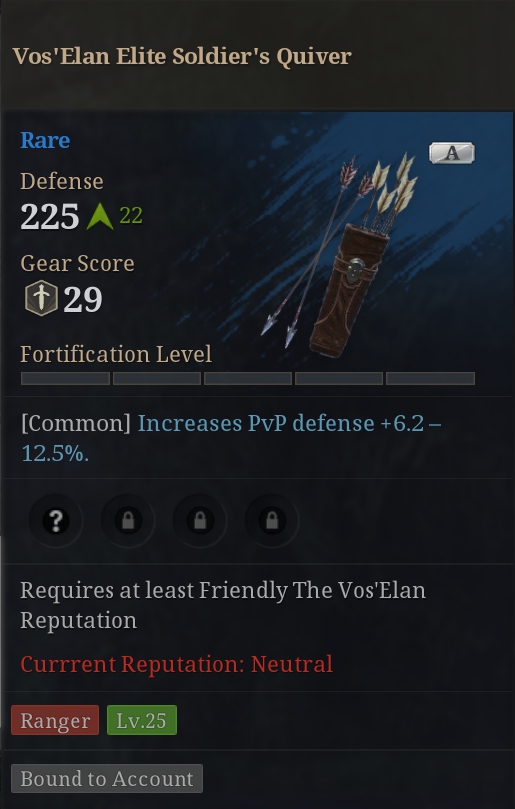 Vos'Elan Elite Soldier's Quiver
Rare
A
Defense
225 22
Gear Score
29
Fortification Level
[Common] Increases PvP defense +6.2 –
12.5%.
?
Requires at least Friendly The Vos'Elan
Reputation
Currrent Reputation: Neutral
Ranger Lv.25
Bound to Account